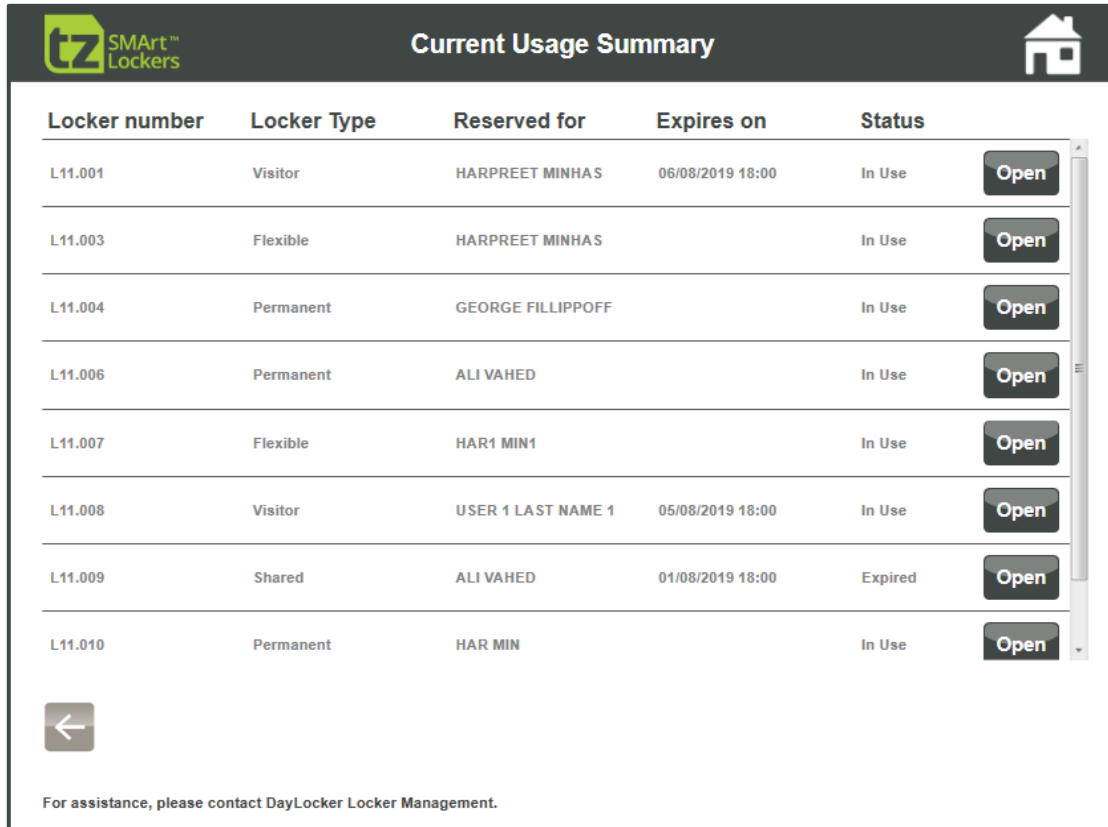 tz SMArt™ Lockers
Current Usage Summary
Locker number Locker Type Reserved for Expires on Status
L11.001 Visitor HARPREET MINHAS 06/08/2019 18:00 In Use Open
L11.003 Flexible HARPREET MINHAS In Use Open
L11.004 Permanent GEORGE FILLIPPOFF In Use Open
L11.006 Permanent ALI VAHED In Use Open
L11.007 Flexible HAR1 MIN1 In Use Open
L11.008 Visitor USER 1 LAST NAME 1 05/08/2019 18:00 In Use Open
L11.009 Shared ALI VAHED 01/08/2019 18:00 Expired Open
L11.010 Permanent HAR MIN In Use Open
For assistance, please contact DayLocker Locker Management.